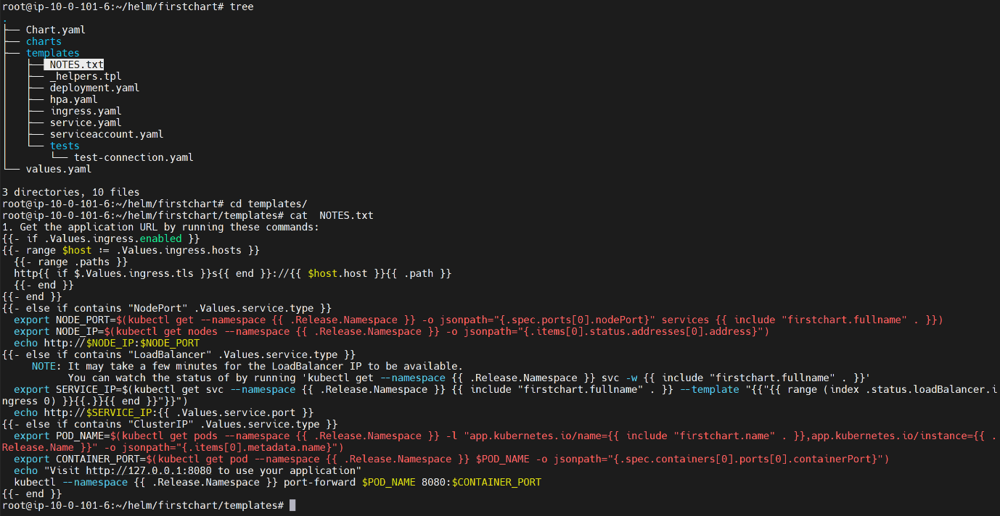 root@ip-10-0-101-6:~/helm/firstchart# tree
.
├── Chart.yaml
├── charts
├── templates
│   ├── NOTES.txt
│   ├── _helpers.tpl
│   ├── deployment.yaml
│   ├── hpa.yaml
│   ├── ingress.yaml
│   ├── service.yaml
│   ├── serviceaccount.yaml
│   └── tests
│       └── test-connection.yaml
└── values.yaml

3 directories, 10 files
root@ip-10-0-101-6:~/helm/firstchart# cd templates/
root@ip-10-0-101-6:~/helm/firstchart/templates# cat  NOTES.txt
1. Get the application URL by running these commands:
{{- if .Values.ingress.enabled }}
{{- range $host := .Values.ingress.hosts }}
  {{- range .paths }}
  http{{ if $.Values.ingress.tls }}s{{ end }}://{{ $host.host }}{{ .path }}
  {{- end }}
{{- end }}
{{- else if contains "NodePort" .Values.service.type }}
  export NODE_PORT=$(kubectl get --namespace {{ .Release.Namespace }} -o jsonpath="{.spec.ports[0].nodePort}" services {{ include "firstchart.fullname" . }})
  export NODE_IP=$(kubectl get nodes --namespace {{ .Release.Namespace }} -o jsonpath="{.items[0].status.addresses[0].address}")
  echo http://$NODE_IP:$NODE_PORT
{{- else if contains "LoadBalancer" .Values.service.type }}
     NOTE: It may take a few minutes for the LoadBalancer IP to be available.
           You can watch the status of by running 'kubectl get --namespace {{ .Release.Namespace }} svc -w {{ include "firstchart.fullname" . }}'
  export SERVICE_IP=$(kubectl get svc --namespace {{ .Release.Namespace }} {{ include "firstchart.fullname" . }} --template "{{"{{ range (index .status.loadBalancer.i
ngress 0) }}{{.}}{{ end }}"}}")
  echo http://$SERVICE_IP:{{ .Values.service.port }}
{{- else if contains "ClusterIP" .Values.service.type }}
  export POD_NAME=$(kubectl get pods --namespace {{ .Release.Namespace }} -l "app.kubernetes.io/name={{ include "firstchart.name" . }},app.kubernetes.io/instance={{ .
Release.Name }}" -o jsonpath="{.items[0].metadata.name}")
  export CONTAINER_PORT=$(kubectl get pod --namespace {{ .Release.Namespace }} $POD_NAME -o jsonpath="{.spec.containers[0].ports[0].containerPort}")
  echo "Visit http://127.0.0.1:8080 to use your application"
  kubectl --namespace {{ .Release.Namespace }} port-forward $POD_NAME 8080:$CONTAINER_PORT
{{- end }}
root@ip-10-0-101-6:~/helm/firstchart/templates#